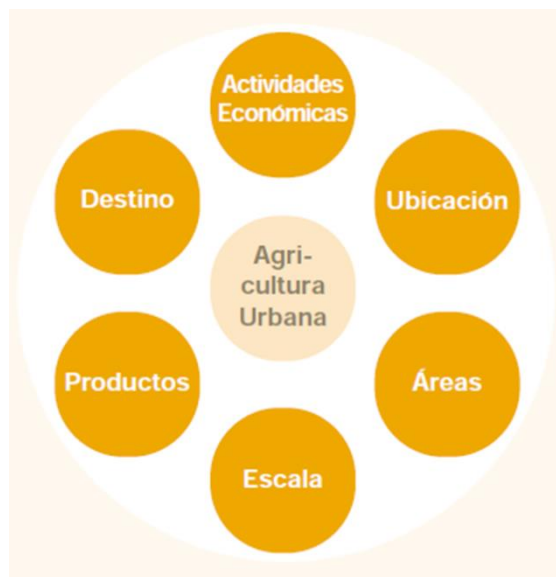 Actividades
Económicas
Destino
Ubicación
Agri-
cultura
Urbana
Productos
Áreas
Escala